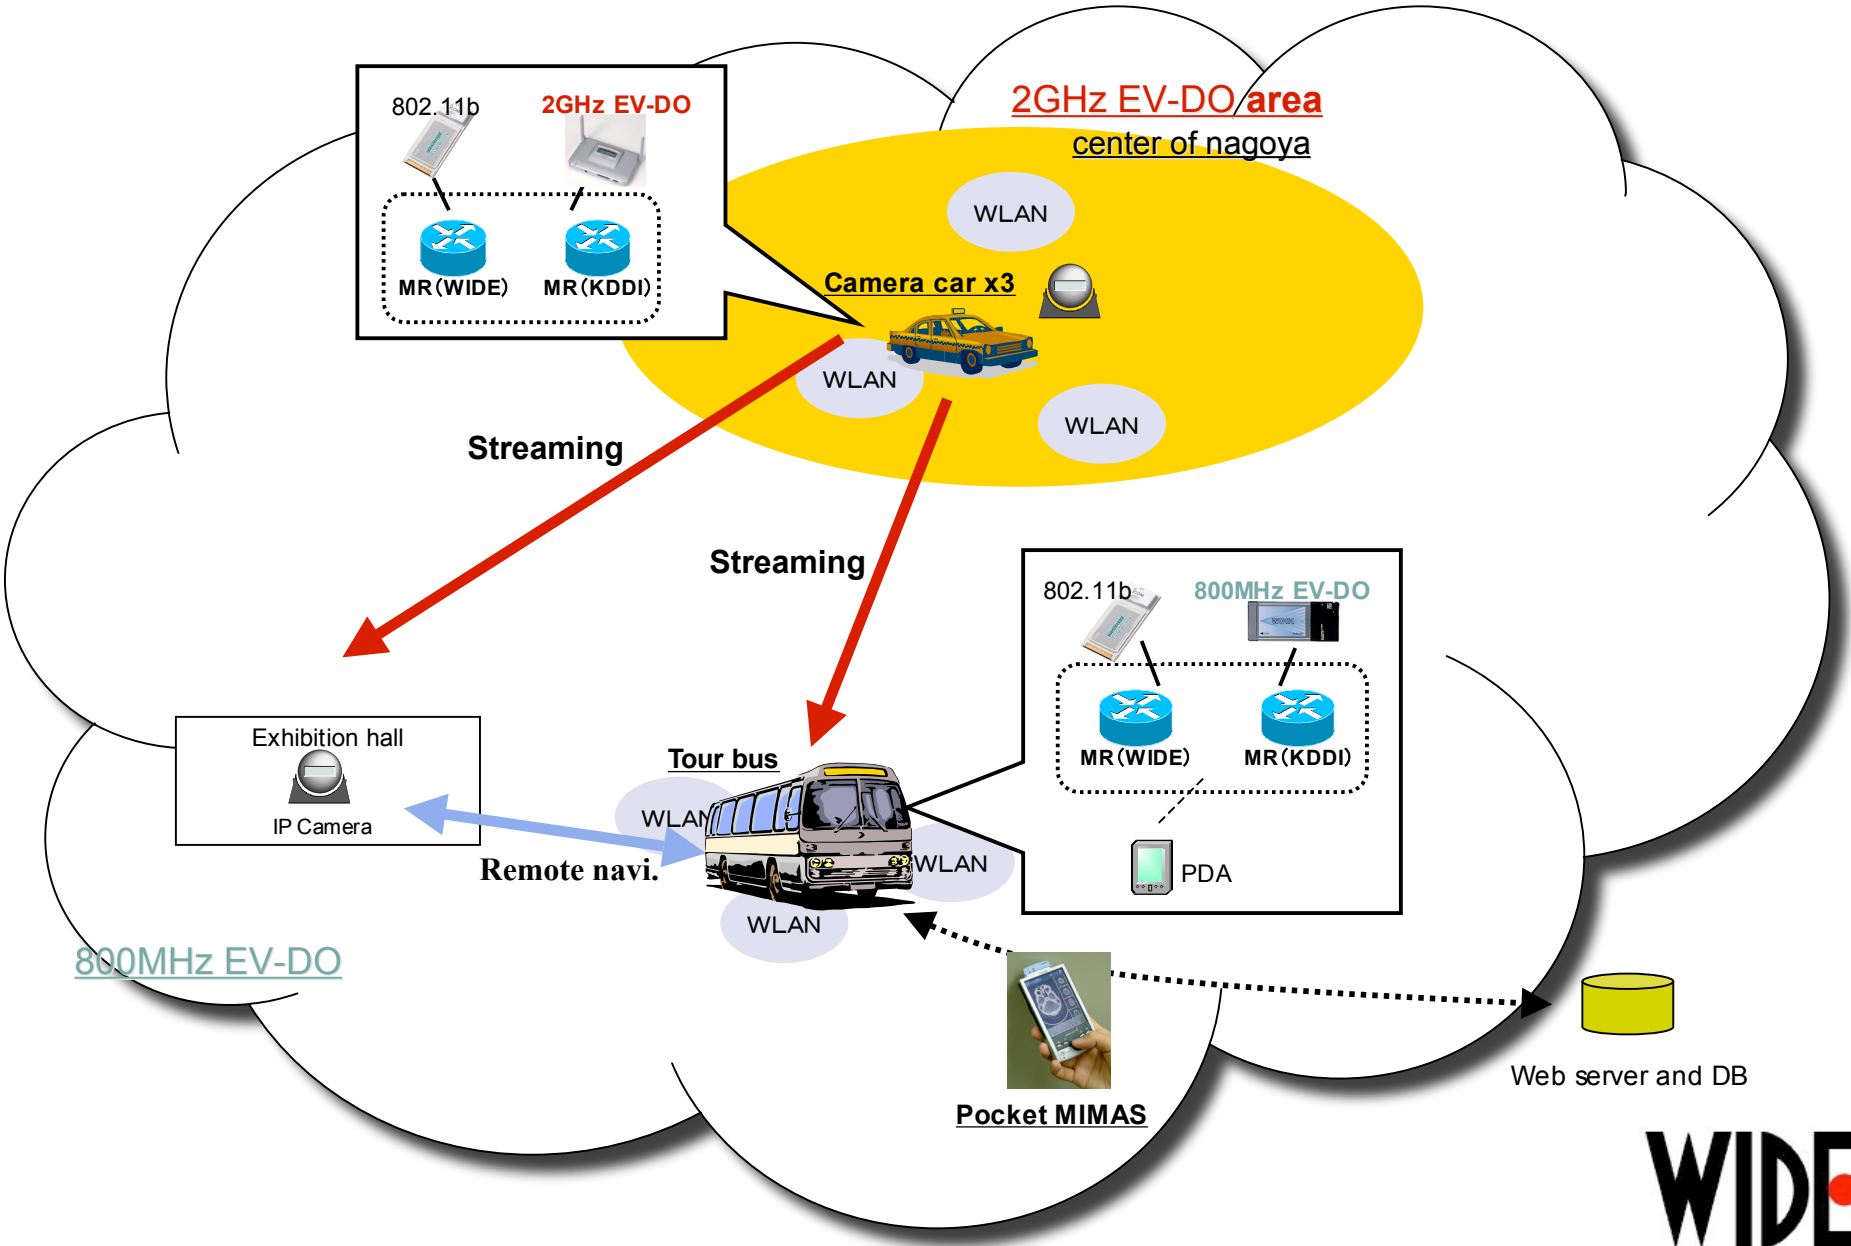 802.11b
2GHz EV-DO
MR(WIDE)
MR(KDDI)
2GHz EV-DO area
center of nagoya
WLAN
Camera car x3
WLAN
WLAN
Streaming
Streaming
802.11b
800MHz EV-DO
MR(WIDE)
MR(KDDI)
PDA
Exhibition hall
IP Camera
Tour bus
WLAN
WLAN
WLAN
Remote navi.
800MHz EV-DO
Pocket MIMAS
Web server and DB
WIDE